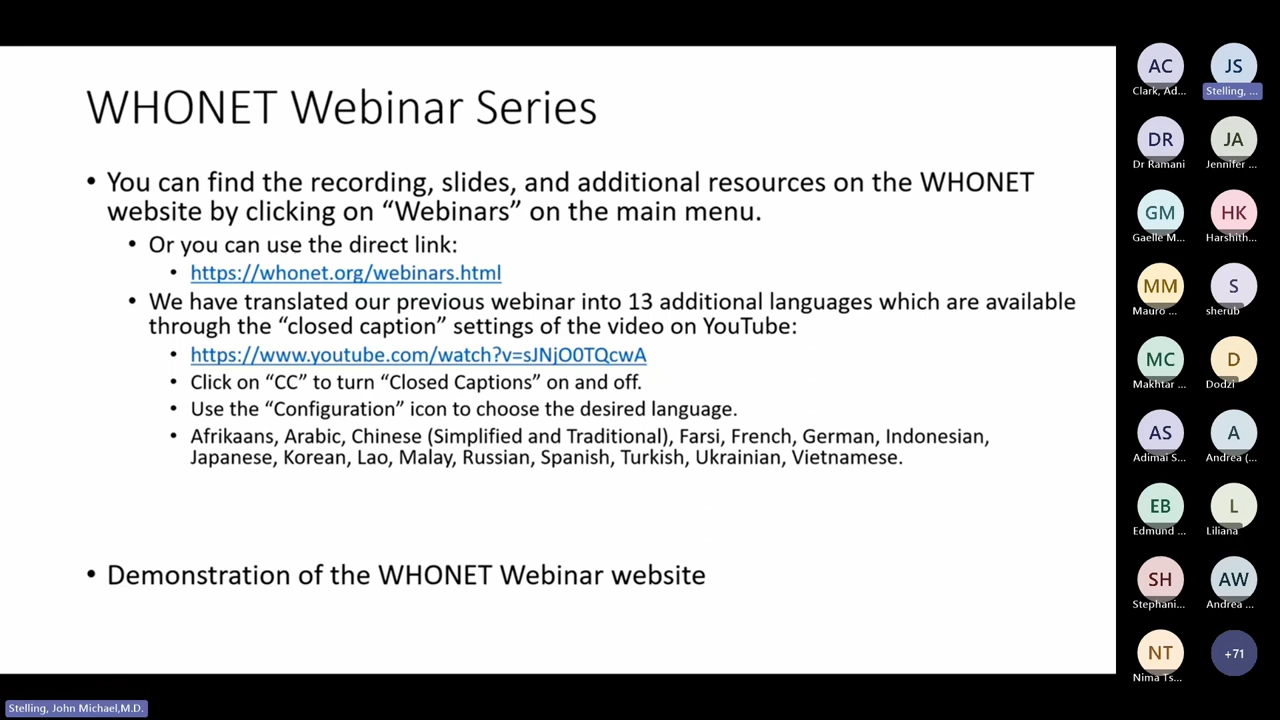 WHONET Webinar Series
• You can find the recording, slides, and additional resources on the WHONET
website by clicking on “Webinars” on the main menu.
• Or you can use the direct link:
• https://whonet.org/webinars.html
• We have translated our previous webinar into 13 additional languages which are available
through the “closed caption” settings of the video on YouTube:
• https://www.youtube.com/watch?v=sJNjO0TQcwA
• Click on “CC” to turn “Closed Captions” on and off.
• Use the “Configuration” icon to choose the desired language.
• Afrikaans, Arabic, Chinese (Simplified and Traditional), Farsi, French, German, Indonesian,
Japanese, Korean, Lao, Malay, Russian, Spanish, Turkish, Ukrainian, Vietnamese.
• Demonstration of the WHONET Webinar website
AC JS
Clark, Ad... Stelling, ...
DR JA
Dr Ramani Jennifer ...
GM HK
Gaelle M... Harshith...
MM S
Mauro ... sherub
MC D
Makhtar ... Dodzi
AS A
Adimai S... Andrea (...
EB L
Edmund ... Liliana
SH AW
Stephani... Andrea ...
NT +71
Nima Ts...
Stelling, John Michael,M.D.